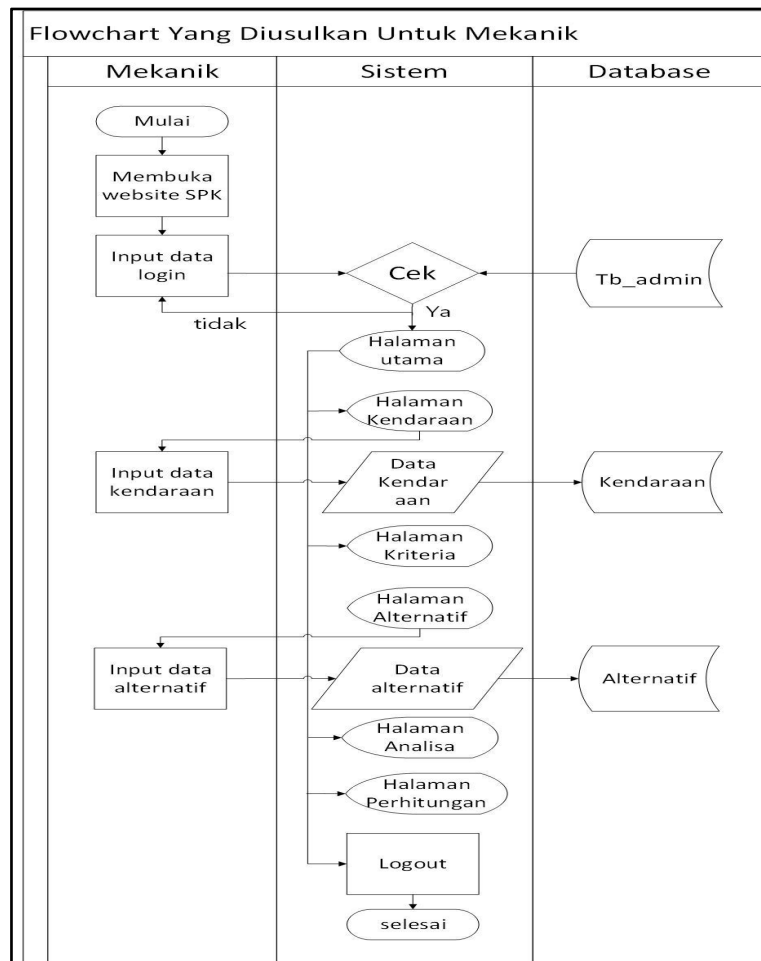 Flowchart Yang Diusulkan Untuk Mekanik
Mekanik
Sistem
Database
Mulai
Membuka
website SPK
Input data
login
Cek
Tb_admin
tidak
Ya
Halaman
utama
Halaman
Kendaraan
Input data
kendaraan
Data
Kendar
aan
Kendaraan
Halaman
Kriteria
Halaman
Alternatif
Input data
alternatif
Data
alternatif
Alternatif
Halaman
Analisa
Halaman
Perhitungan
Logout
selesai